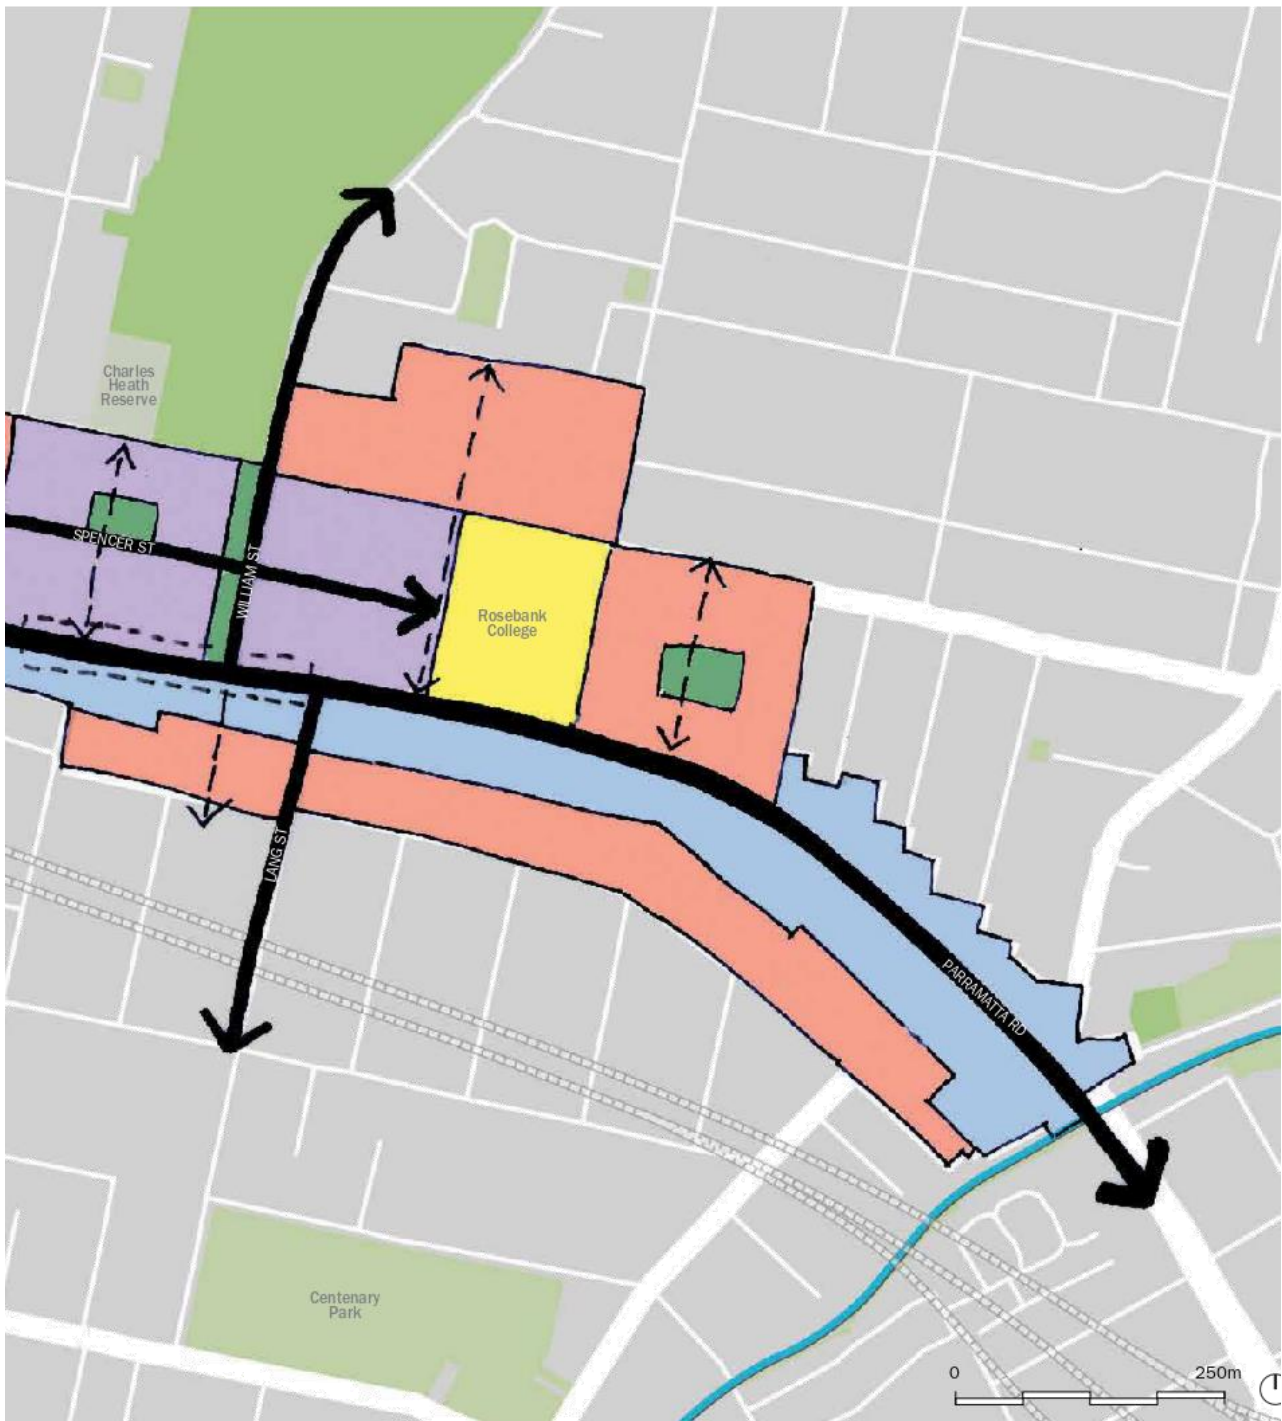 Charles
Heath
Reserve
SPENCER ST
WILLIAM ST
Rosebank
College
LANG ST
PARRAMATTA RD
Centenary
Park
0 250m